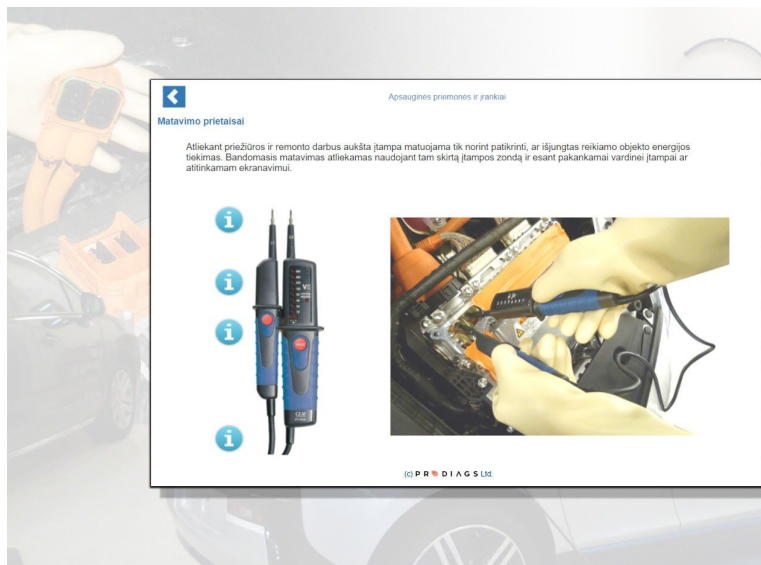 Apsauginės priemonės ir įrankiai
Matavimo prietaisai
Atliekant priežiūros ir remonto darbus aukšta įtampa matuojama tik norint patikrinti, ar išjungtas reikiamo objekto energijos
tiekimas. Bandomasis matavimas atliekamas naudojant tam skirtą įtampos zondą ir esant pakankamai vardinei įtampai ar
atitinkamam ekranavimui.
(c) PRODIAGS Ltd.